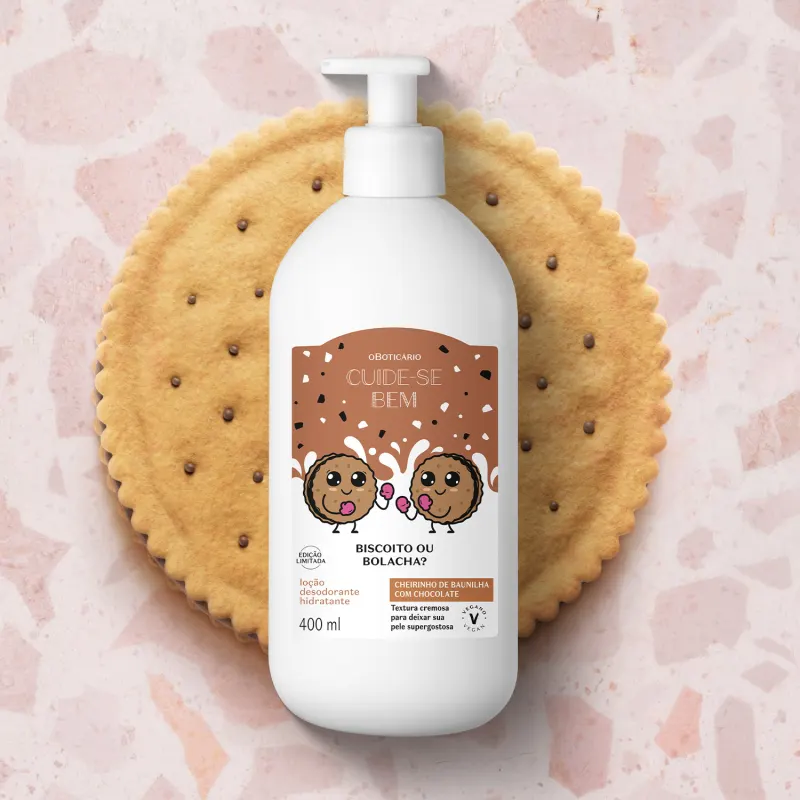 oBOTICÁRIO
CUIDE-SE
BEM
BISCOITO OU
BOLACHA?
EDIÇÃO
LIMITADA
loção
desodorante
hidratante
400 ml
CHEIRINHO DE BAUNILHA
COM CHOCOLATE
Textura cremosa
para deixar sua
pele supergostosa
VEGANO
V
VEGAN